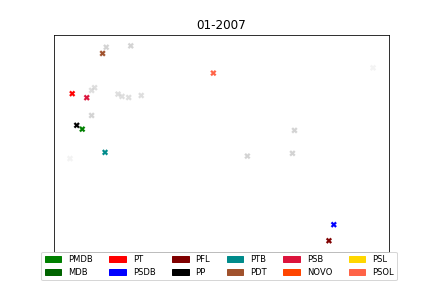 01-2007
PMDB PT PFL PTB PSB PSL
MDB PSDB PP PDT NOVO PSOL